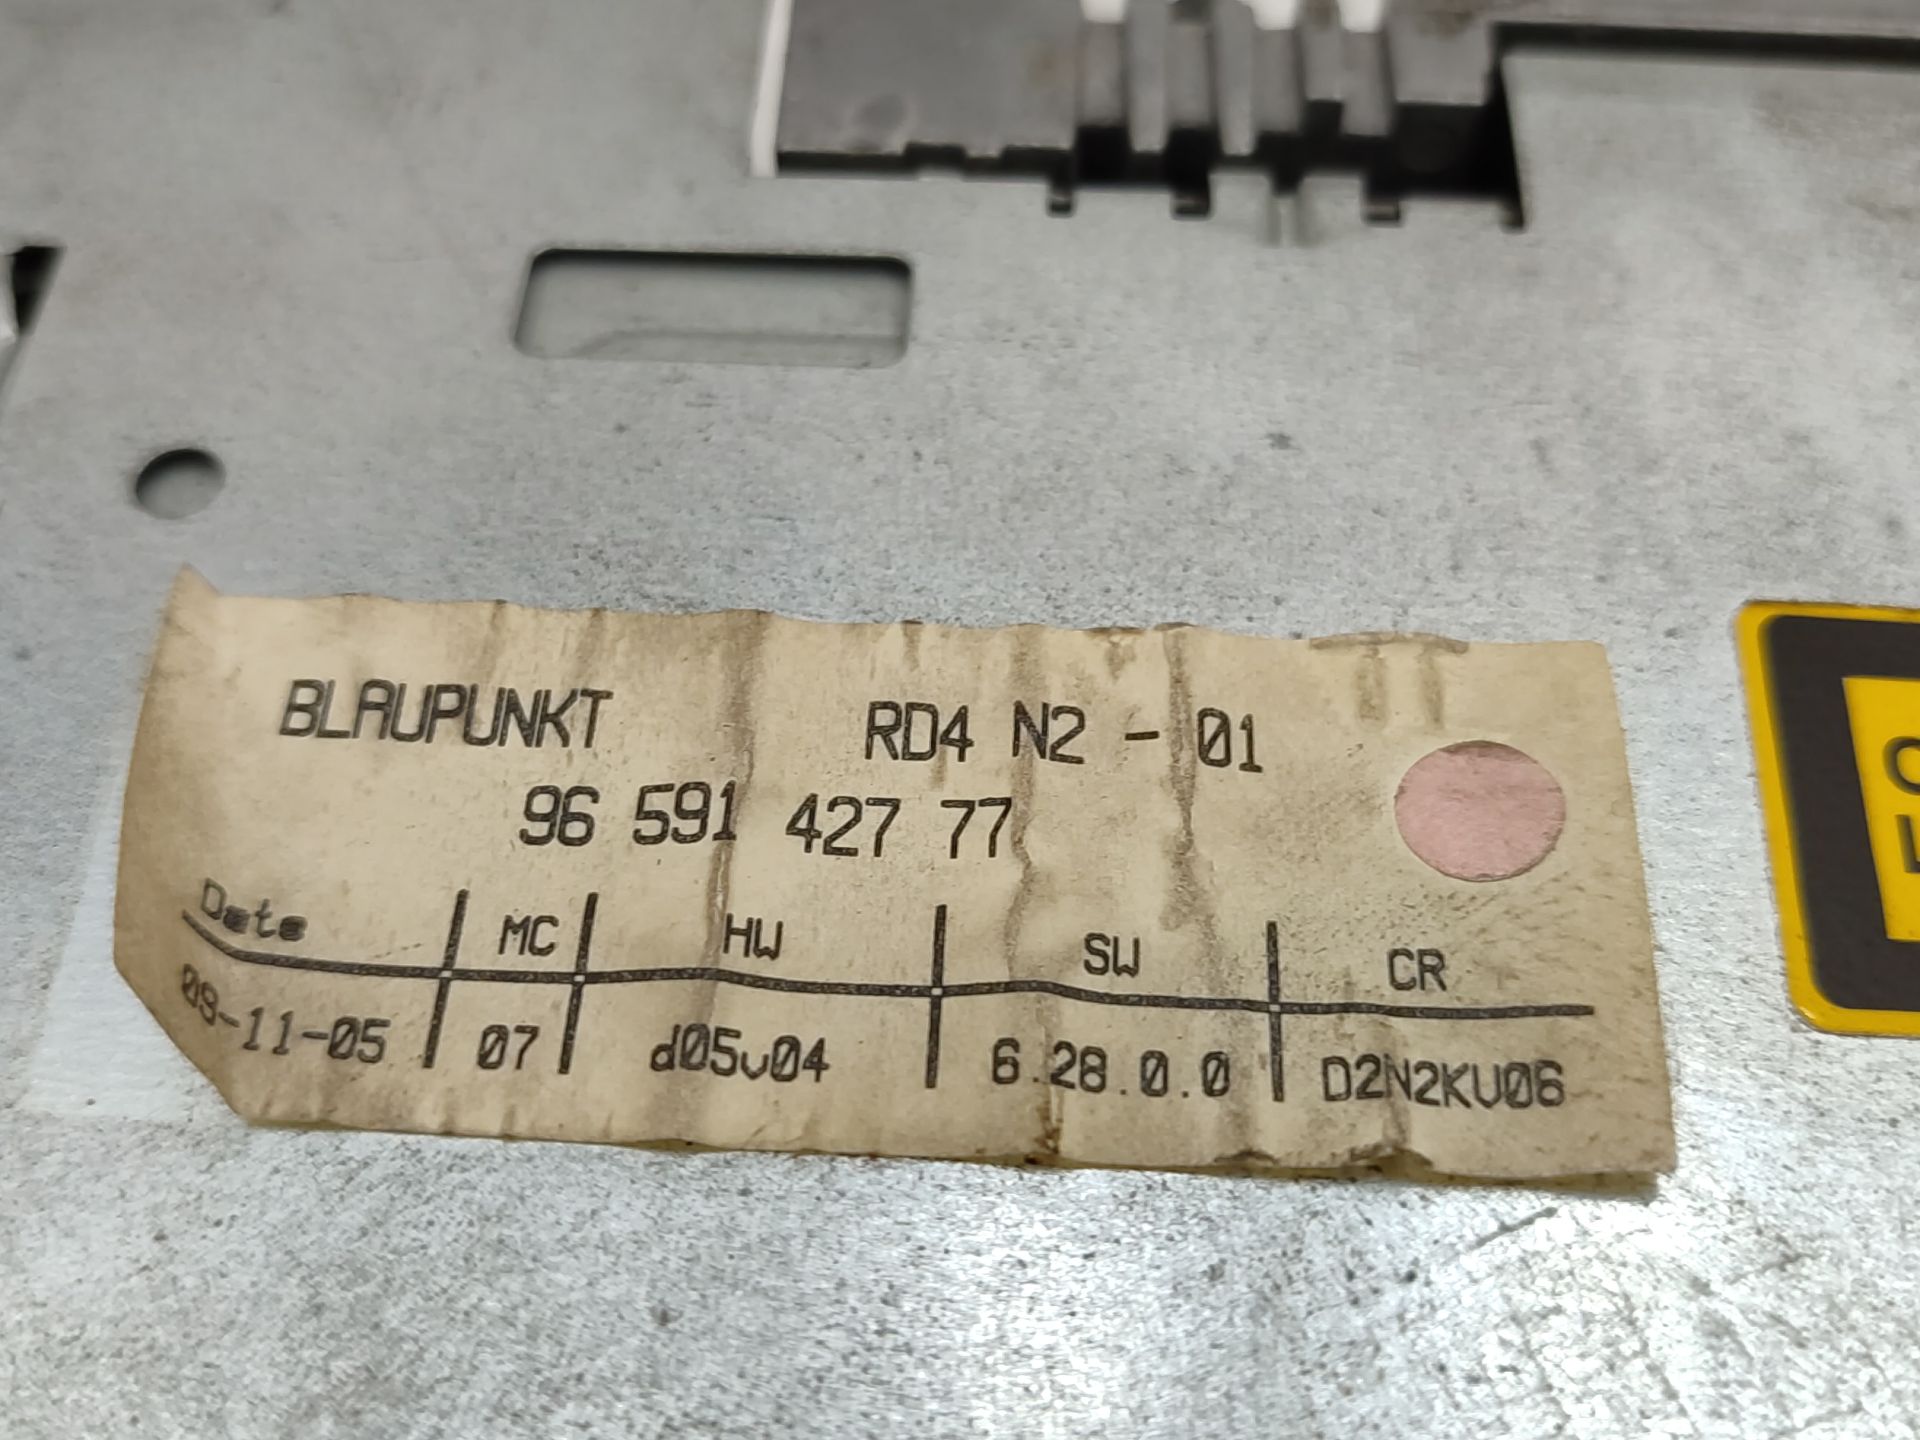 BLAUPUNKT RD4 N2 - 01
96 591 427 77
Date MC HW SW CR
09-11-05 07 d05v04 6.28.0.0 D2N2KV06